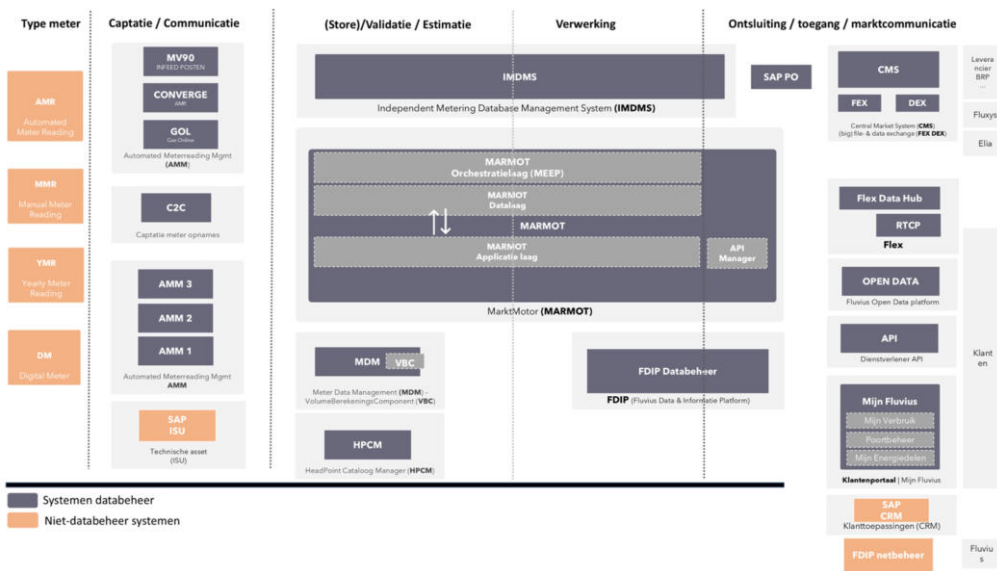 Type meter
Captatie / Communicatie
(Store)/Validatie / Estimatie
Verwerking
Ontsluiting / toegang / marktcommunicatie
AMR
Automated
Meter Reading
MMR
Manual Meter
Reading
YMR
Yearly Meter
Reading
DM
Digital Meter
MV90
INFEED POSTEN
CONVERGE
AMR
GOL
Gas Online
Automated Meterreading Mgmt
(AMM)
C2C
Captatie meter opnames
AMM 3
AMM 2
AMM 1
Automated Meterreading Mgmt
AMM
SAP
ISU
Technische asset
(ISU)
IMDMS
Independent Metering Database Management System (IMDMS)
MARMOT
Orchestratielaag (MEEP)
MARMOT
Datalaag
MARMOT
MARMOT
Applicatie laag
API
Manager
MarktMotor (MARMOT)
MDM
VBC
Meter Data Management (MDM) –
VolumeBerekeningsComponent (VBC)
HPCM
HeadPoint Cataloog Manager (HPCM)
FDIP Databeheer
FDIP (Fluvius Data & Informatie Platform)
SAP PO
CMS
FEX
DEX
Central Market System (CMS)
(big) file- & data exchange (FEX DEX)
Flex Data Hub
RTCP
Flex
OPEN DATA
Fluvius Open Data platform
API
Dienstverlener API
Mijn Fluvius
Mijn Verbruik
Poortbeheer
Mijn Energiedelen
Klantenportaal | Mijn Fluvius
SAP
CRM
Klanttoepassingen (CRM)
FDIP netbeheer
Levera
ncier
BRP
...
Fluxys
Elia
Klant
en
Fluviu
s
Systemen databeheer
Niet-databeheer systemen